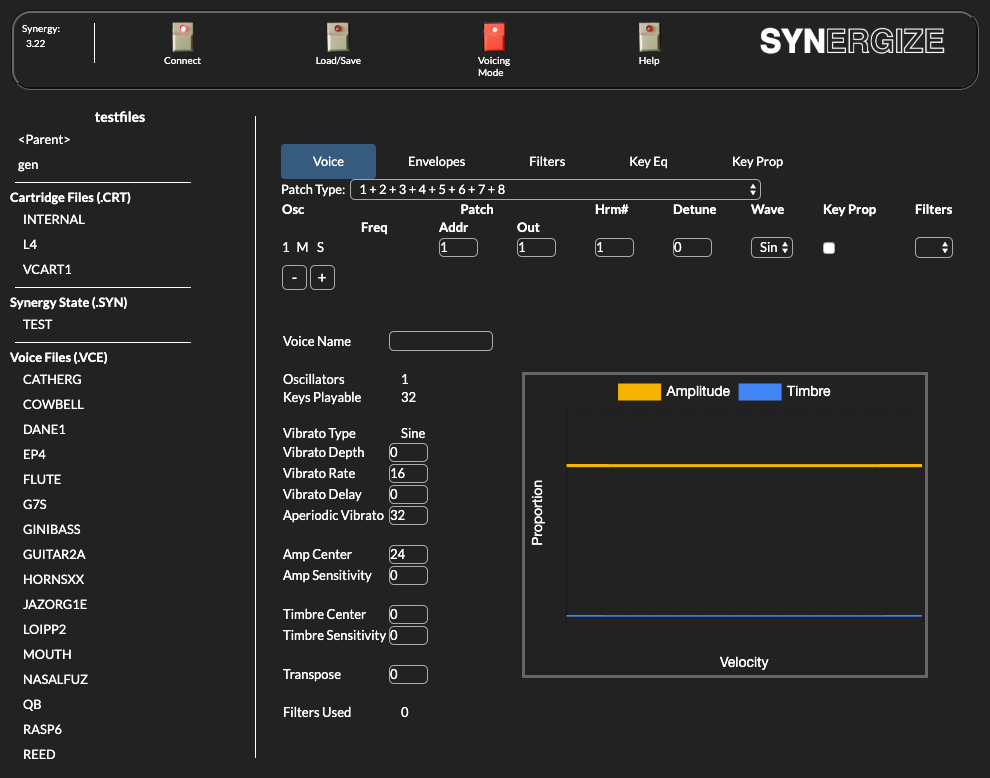 Synergy:
3.22
Connect
Load/Save
Voicing
Mode
Help
SYNERGIZE
testfiles
<Parent>
gen
Cartridge Files (.CRT)
INTERNAL
L4
VCART1
Synergy State (.SYN)
TEST
Voice Files (.VCE)
CATHERG
COWBELL
DANE1
EP4
FLUTE
G7S
GINIBASS
GUITAR2A
HORNSXX
JAZORG1E
LOIPP2
MOUTH
NASALFUZ
QB
RASP6
REED
Voice Envelopes Filters Key Eq Key Prop
Patch Type: 1 + 2 + 3 + 4 + 5 + 6 + 7 + 8
Osc Patch Hrm# Detune Wave Key Prop Filters
Freq Addr Out
1 M S 1 1 1 0 Sin
- +
Voice Name
Oscillators 1
Keys Playable 32
Vibrato Type Sine
Vibrato Depth 0
Vibrato Rate 16
Vibrato Delay 0
Aperiodic Vibrato 32
Amp Center 24
Amp Sensitivity 0
Timbre Center 0
Timbre Sensitivity 0
Transpose 0
Filters Used 0
Amplitude Timbre
Proportion
Velocity